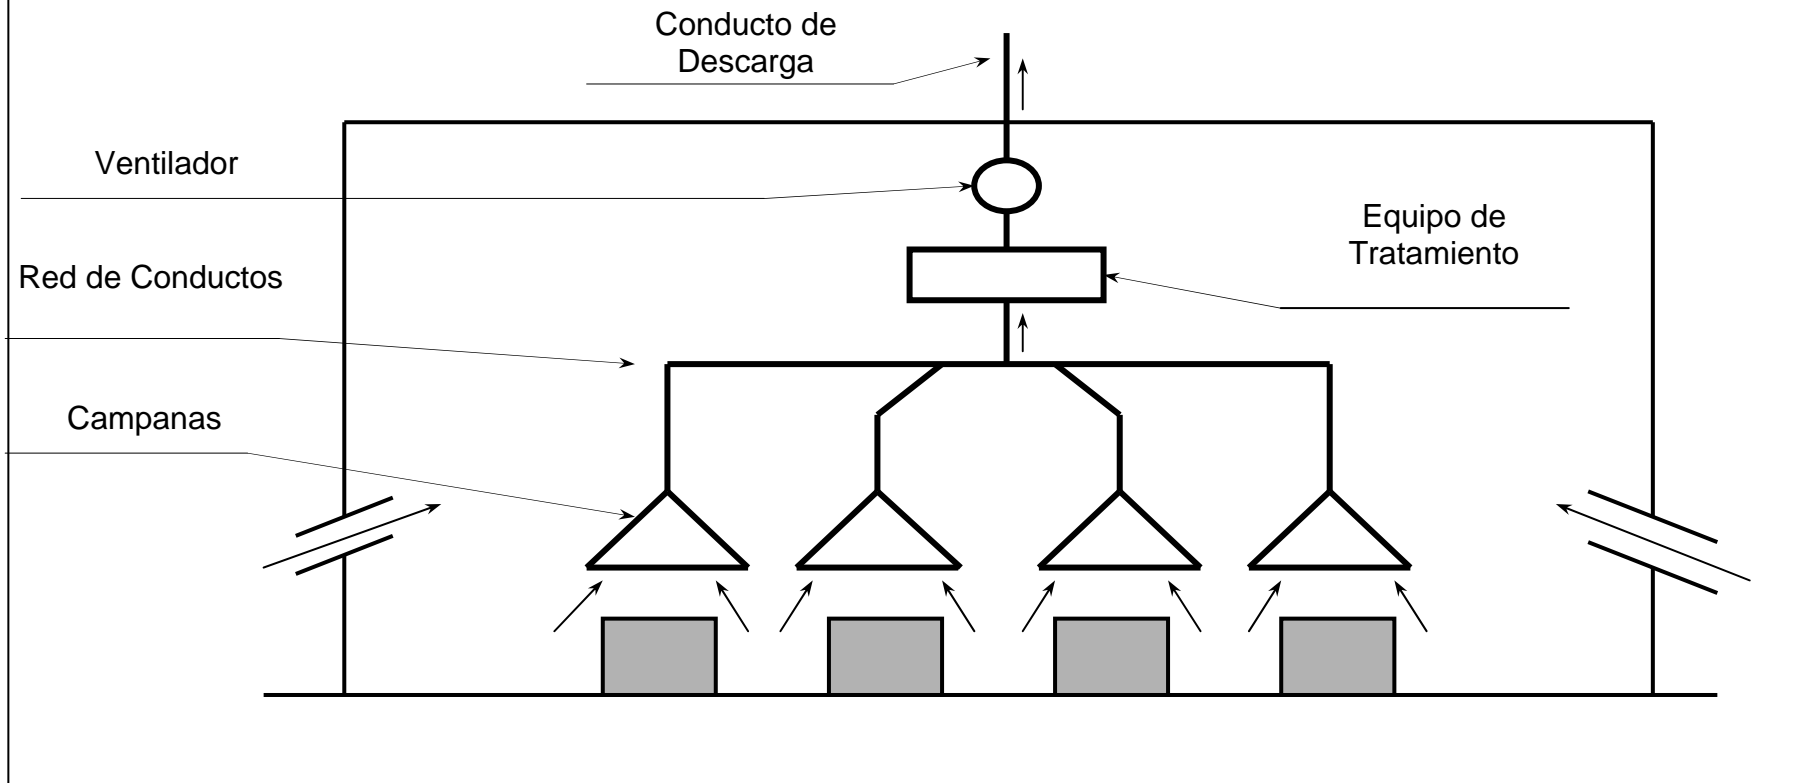 Conducto de
Descarga
Ventilador
Equipo de
Tratamiento
Red de Conductos
Campanas